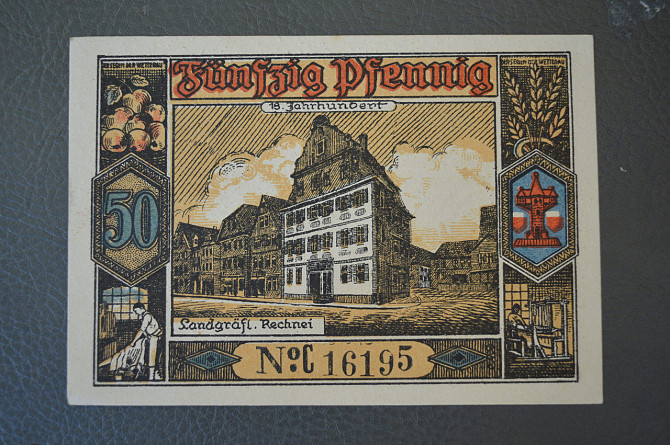 Fünfzig Pfennig
18. Jahrhundert
50
Landgräfl. Rechnei
No. C 16195